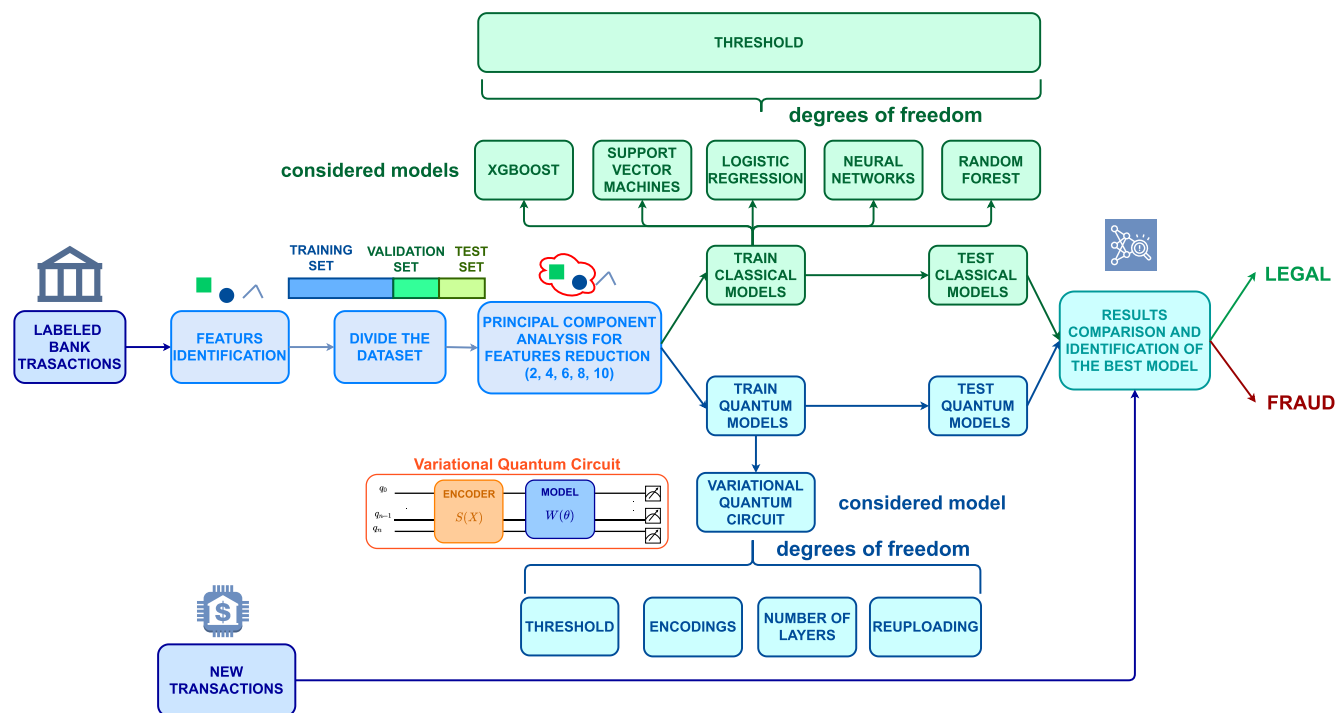 THRESHOLD
degrees of freedom
considered models
XGBOOST
SUPPORT
VECTOR
MACHINES
LOGISTIC
REGRESSION
NEURAL
NETWORKS
RANDOM
FOREST
TRAINING
SET
VALIDATION
SET
TEST
SET
LABELED
BANK
TRASACTIONS
FEATURS
IDENTIFICATION
DIVIDE THE
DATASET
PRINCIPAL COMPONENT
ANALYSIS FOR
FEATURES REDUCTION
(2, 4, 6, 8, 10)
TRAIN
CLASSICAL
MODELS
TEST
CLASSICAL
MODELS
TRAIN
QUANTUM
MODELS
TEST
QUANTUM
MODELS
RESULTS
COMPARISON AND
IDENTIFICATION OF
THE BEST MODEL
LEGAL
FRAUD
Variational Quantum Circuit
q0
qn−1
qn
ENCODER
S(X)
MODEL
W(θ)
VARIATIONAL
QUANTUM
CIRCUIT
considered model
degrees of freedom
THRESHOLD
ENCODINGS
NUMBER OF
LAYERS
REUPLOADING
$
NEW
TRANSACTIONS